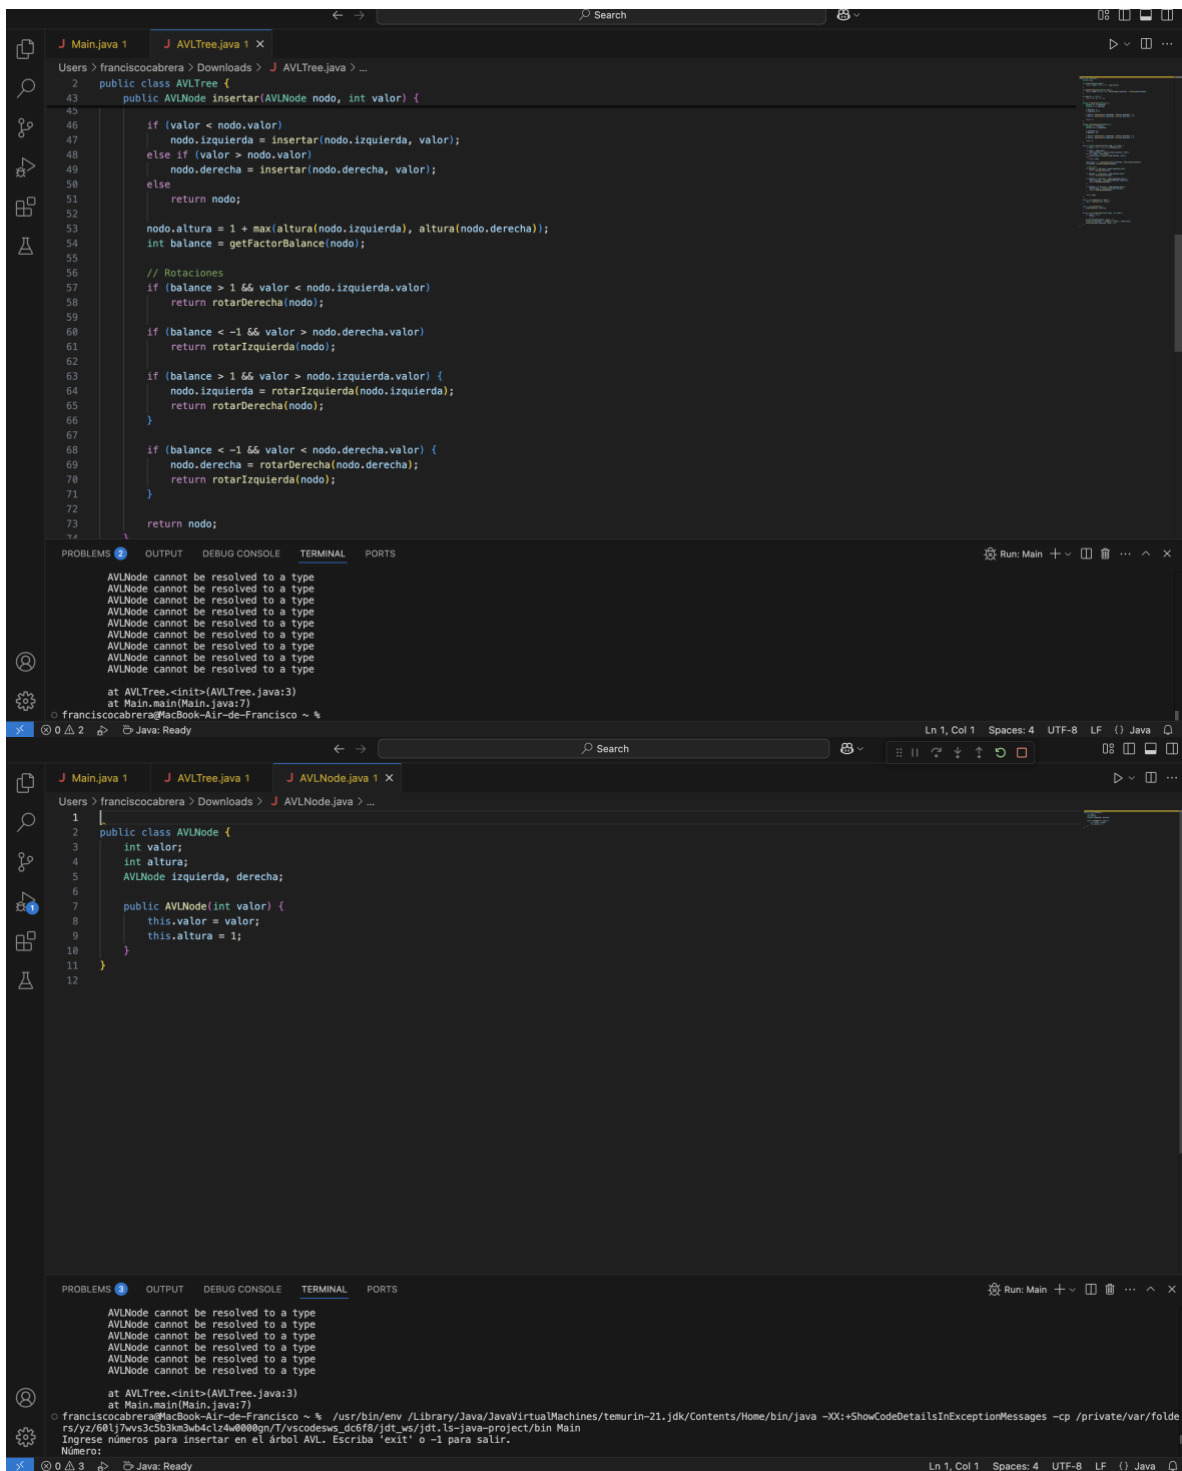 Search
Main.java 1 AVLTree.java 1
Users > franciscocabrera > Downloads > J AVLTree.java > ...
2 public class AVLTree {
43 public AVLNode insertar(AVLNode nodo, int valor) {
45
46 if (valor < nodo.valor)
47 nodo.izquierda = insertar(nodo.izquierda, valor);
48 else if (valor > nodo.valor)
49 nodo.derecha = insertar(nodo.derecha, valor);
50 else
51 return nodo;
52
53 nodo.altura = 1 + max(altura(nodo.izquierda), altura(nodo.derecha));
54 int balance = getFactorBalance(nodo);
55
56 // Rotaciones
57 if (balance > 1 && valor < nodo.izquierda.valor)
58 return rotarDerecha(nodo);
59
60 if (balance < -1 && valor > nodo.derecha.valor)
61 return rotarIzquierda(nodo);
62
63 if (balance > 1 && valor > nodo.izquierda.valor) {
64 nodo.izquierda = rotarIzquierda(nodo.izquierda);
65 return rotarDerecha(nodo);
66 }
67
68 if (balance < -1 && valor < nodo.derecha.valor) {
69 nodo.derecha = rotarDerecha(nodo.derecha);
70 return rotarIzquierda(nodo);
71 }
72
73 return nodo;
74 }
PROBLEMS 2 OUTPUT DEBUG CONSOLE TERMINAL PORTS Run: Main
AVLNode cannot be resolved to a type
AVLNode cannot be resolved to a type
AVLNode cannot be resolved to a type
AVLNode cannot be resolved to a type
AVLNode cannot be resolved to a type
AVLNode cannot be resolved to a type
AVLNode cannot be resolved to a type
AVLNode cannot be resolved to a type
AVLNode cannot be resolved to a type
at AVLTree.<init>(AVLTree.java:3)
at Main.main(Main.java:7)
franciscocabrera@MacBook-Air-de-Francisco ~ %
0 2 Java: Ready Ln 1, Col 1 Spaces: 4 UTF-8 LF {} Java
Search
J Main.java 1 J AVLTree.java 1 J AVLNode.java 1
Users > franciscocabrera > Downloads > J AVLNode.java > ...
1
2 public class AVLNode {
3 int valor;
4 int altura;
5 AVLNode izquierda, derecha;
6
7 public AVLNode(int valor) {
8 this.valor = valor;
9 this.altura = 1;
10 }
11 }
12
PROBLEMS 3 OUTPUT DEBUG CONSOLE TERMINAL PORTS Run: Main
AVLNode cannot be resolved to a type
AVLNode cannot be resolved to a type
AVLNode cannot be resolved to a type
AVLNode cannot be resolved to a type
AVLNode cannot be resolved to a type
AVLNode cannot be resolved to a type
at AVLTree.<init>(AVLTree.java:3)
at Main.main(Main.java:7)
franciscocabrera@MacBook-Air-de-Francisco ~ % /usr/bin/env /Library/Java/JavaVirtualMachines/temurin-21.jdk/Contents/Home/bin/java -XX:+ShowCodeDetailsInExceptionMessages -cp /private/var/folde
rs/yz/60lj7wvs3c5b3km3wb4clz4w0000gn/T/vscodesws_dc6f8/jdt_ws/jdt.ls-java-project/bin Main
Ingrese números para insertar en el árbol AVL. Escriba 'exit' o -1 para salir.
Número:
0 3 Java: Ready Ln 1, Col 1 Spaces: 4 UTF-8 LF {} Java